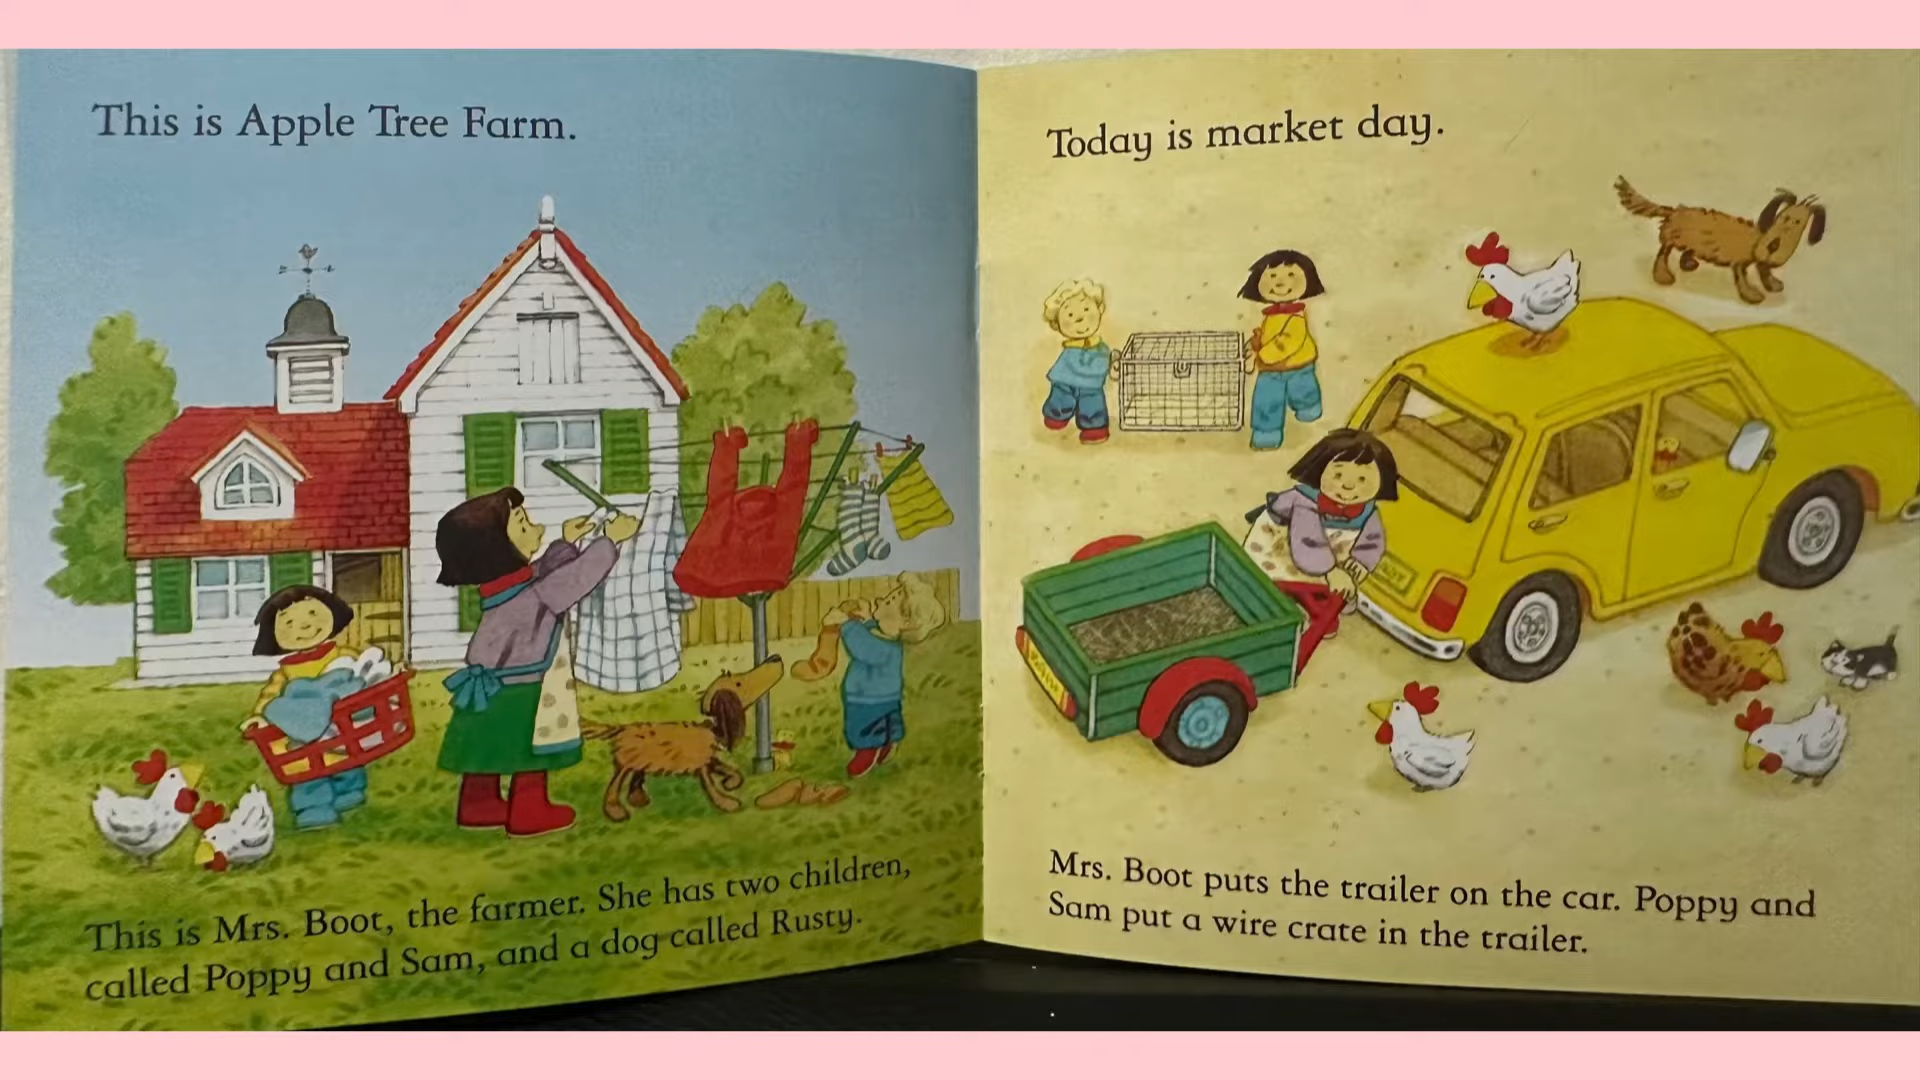 This is Apple Tree Farm.
This is Mrs. Boot, the farmer. She has two children,
called Poppy and Sam, and a dog called Rusty.
Today is market day.
Mrs. Boot puts the trailer on the car. Poppy and
Sam put a wire crate in the trailer.